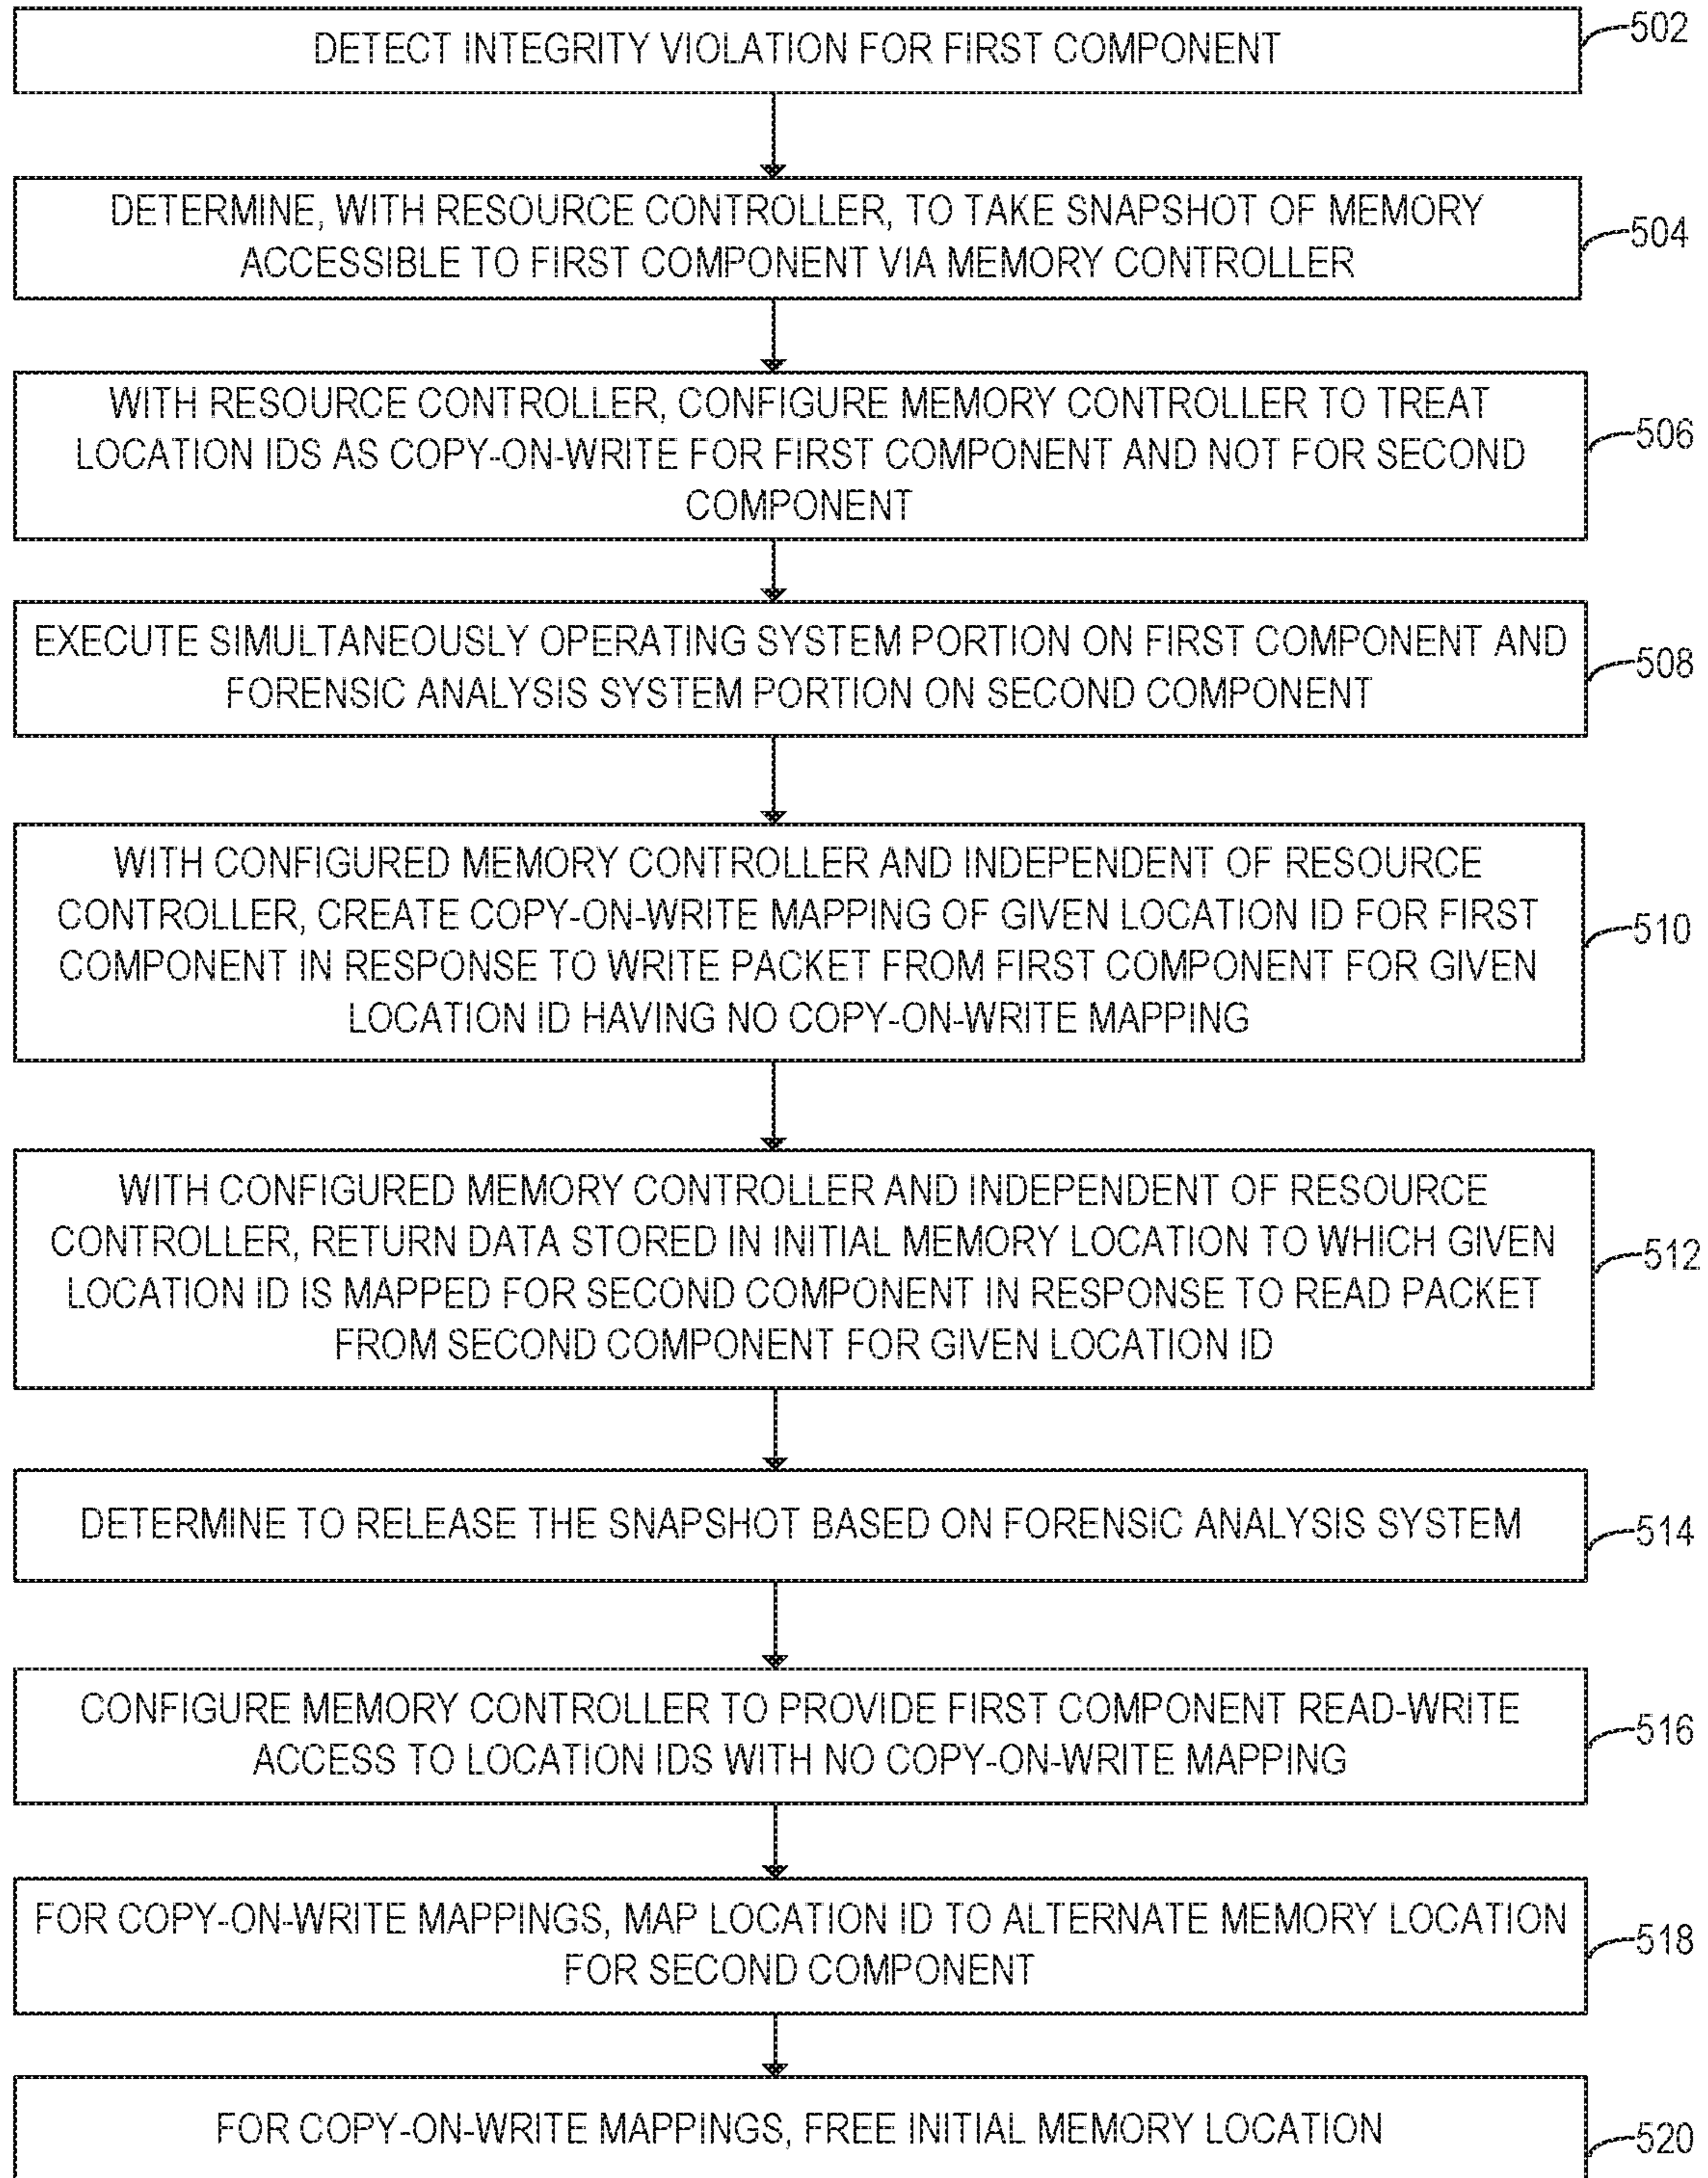 DETECT INTEGRITY VIOLATION FOR FIRST COMPONENT
502
DETERMINE, WITH RESOURCE CONTROLLER, TO TAKE SNAPSHOT OF MEMORY
ACCESSIBLE TO FIRST COMPONENT VIA MEMORY CONTROLLER
504
WITH RESOURCE CONTROLLER, CONFIGURE MEMORY CONTROLLER TO TREAT
LOCATION IDS AS COPY-ON-WRITE FOR FIRST COMPONENT AND NOT FOR SECOND
COMPONENT
506
EXECUTE SIMULTANEOUSLY OPERATING SYSTEM PORTION ON FIRST COMPONENT AND
FORENSIC ANALYSIS SYSTEM PORTION ON SECOND COMPONENT
508
WITH CONFIGURED MEMORY CONTROLLER AND INDEPENDENT OF RESOURCE
CONTROLLER, CREATE COPY-ON-WRITE MAPPING OF GIVEN LOCATION ID FOR FIRST
COMPONENT IN RESPONSE TO WRITE PACKET FROM FIRST COMPONENT FOR GIVEN
LOCATION ID HAVING NO COPY-ON-WRITE MAPPING
510
WITH CONFIGURED MEMORY CONTROLLER AND INDEPENDENT OF RESOURCE
CONTROLLER, RETURN DATA STORED IN INITIAL MEMORY LOCATION TO WHICH GIVEN
LOCATION ID IS MAPPED FOR SECOND COMPONENT IN RESPONSE TO READ PACKET
FROM SECOND COMPONENT FOR GIVEN LOCATION ID
512
DETERMINE TO RELEASE THE SNAPSHOT BASED ON FORENSIC ANALYSIS SYSTEM
514
CONFIGURE MEMORY CONTROLLER TO PROVIDE FIRST COMPONENT READ-WRITE
ACCESS TO LOCATION IDS WITH NO COPY-ON-WRITE MAPPING
516
FOR COPY-ON-WRITE MAPPINGS, MAP LOCATION ID TO ALTERNATE MEMORY LOCATION
FOR SECOND COMPONENT
518
FOR COPY-ON-WRITE MAPPINGS, FREE INITIAL MEMORY LOCATION
520